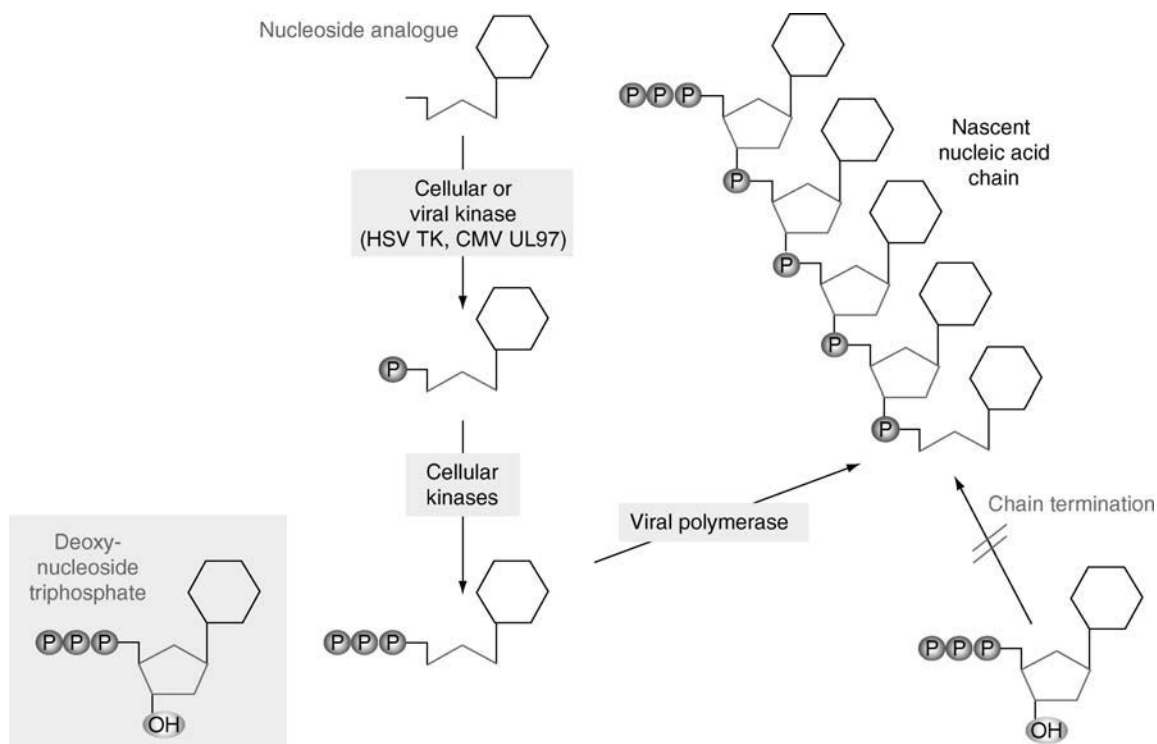 Nucleoside analogue
P P P
Nascent
nucleic acid
chain
P
Cellular or
viral kinase
(HSV TK, CMV UL97)
P
P
P
P
Cellular
kinases
Viral polymerase
Chain termination
Deoxy-
nucleoside
triphosphate
P P P
OH
P P P
P P P
OH